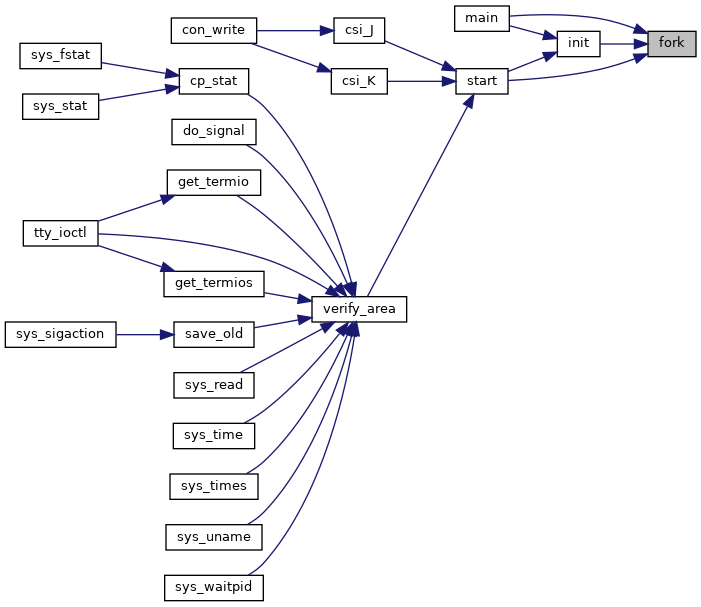 main
con_write
csi_J
init
fork
sys_fstat
cp_stat
csi_K
start
sys_stat
do_signal
get_termio
tty_ioctl
get_termios
verify_area
sys_sigaction
save_old
sys_read
sys_time
sys_times
sys_uname
sys_waitpid